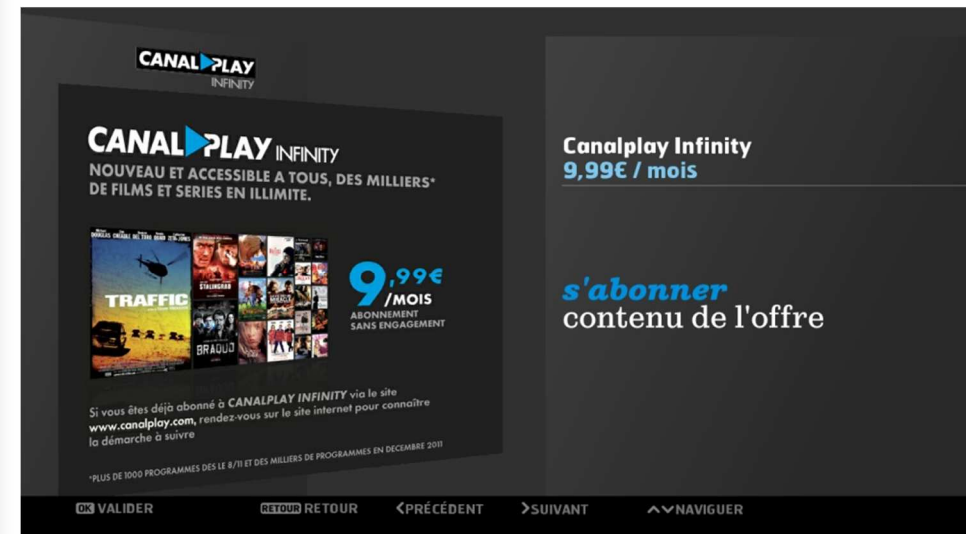 CANAL PLAY
INFINITY
CANAL PLAY INFINITY
NOUVEAU ET ACCESSIBLE A TOUS, DES MILLIERS*
DE FILMS ET SERIES EN ILLIMITE.
TRAFFIC
STALINGRAD
BRAQUO
9,99€
/MOIS
ABONNEMENT
SANS ENGAGEMENT
Si vous êtes déjà abonné à CANALPLAY INFINITY via le site
www.canalplay.com, rendez-vous sur le site internet pour connaître
la démarche à suivre
*PLUS DE 1000 PROGRAMMES DES LE 8/11 ET DES MILLIERS DE PROGRAMMES EN DECEMBRE 2011
Canalplay Infinity
9,99€ / mois
s'abonner
contenu de l'offre
OK VALIDER RETOUR RETOUR <PRÉCÉDENT >SUIVANT NAVIGUER